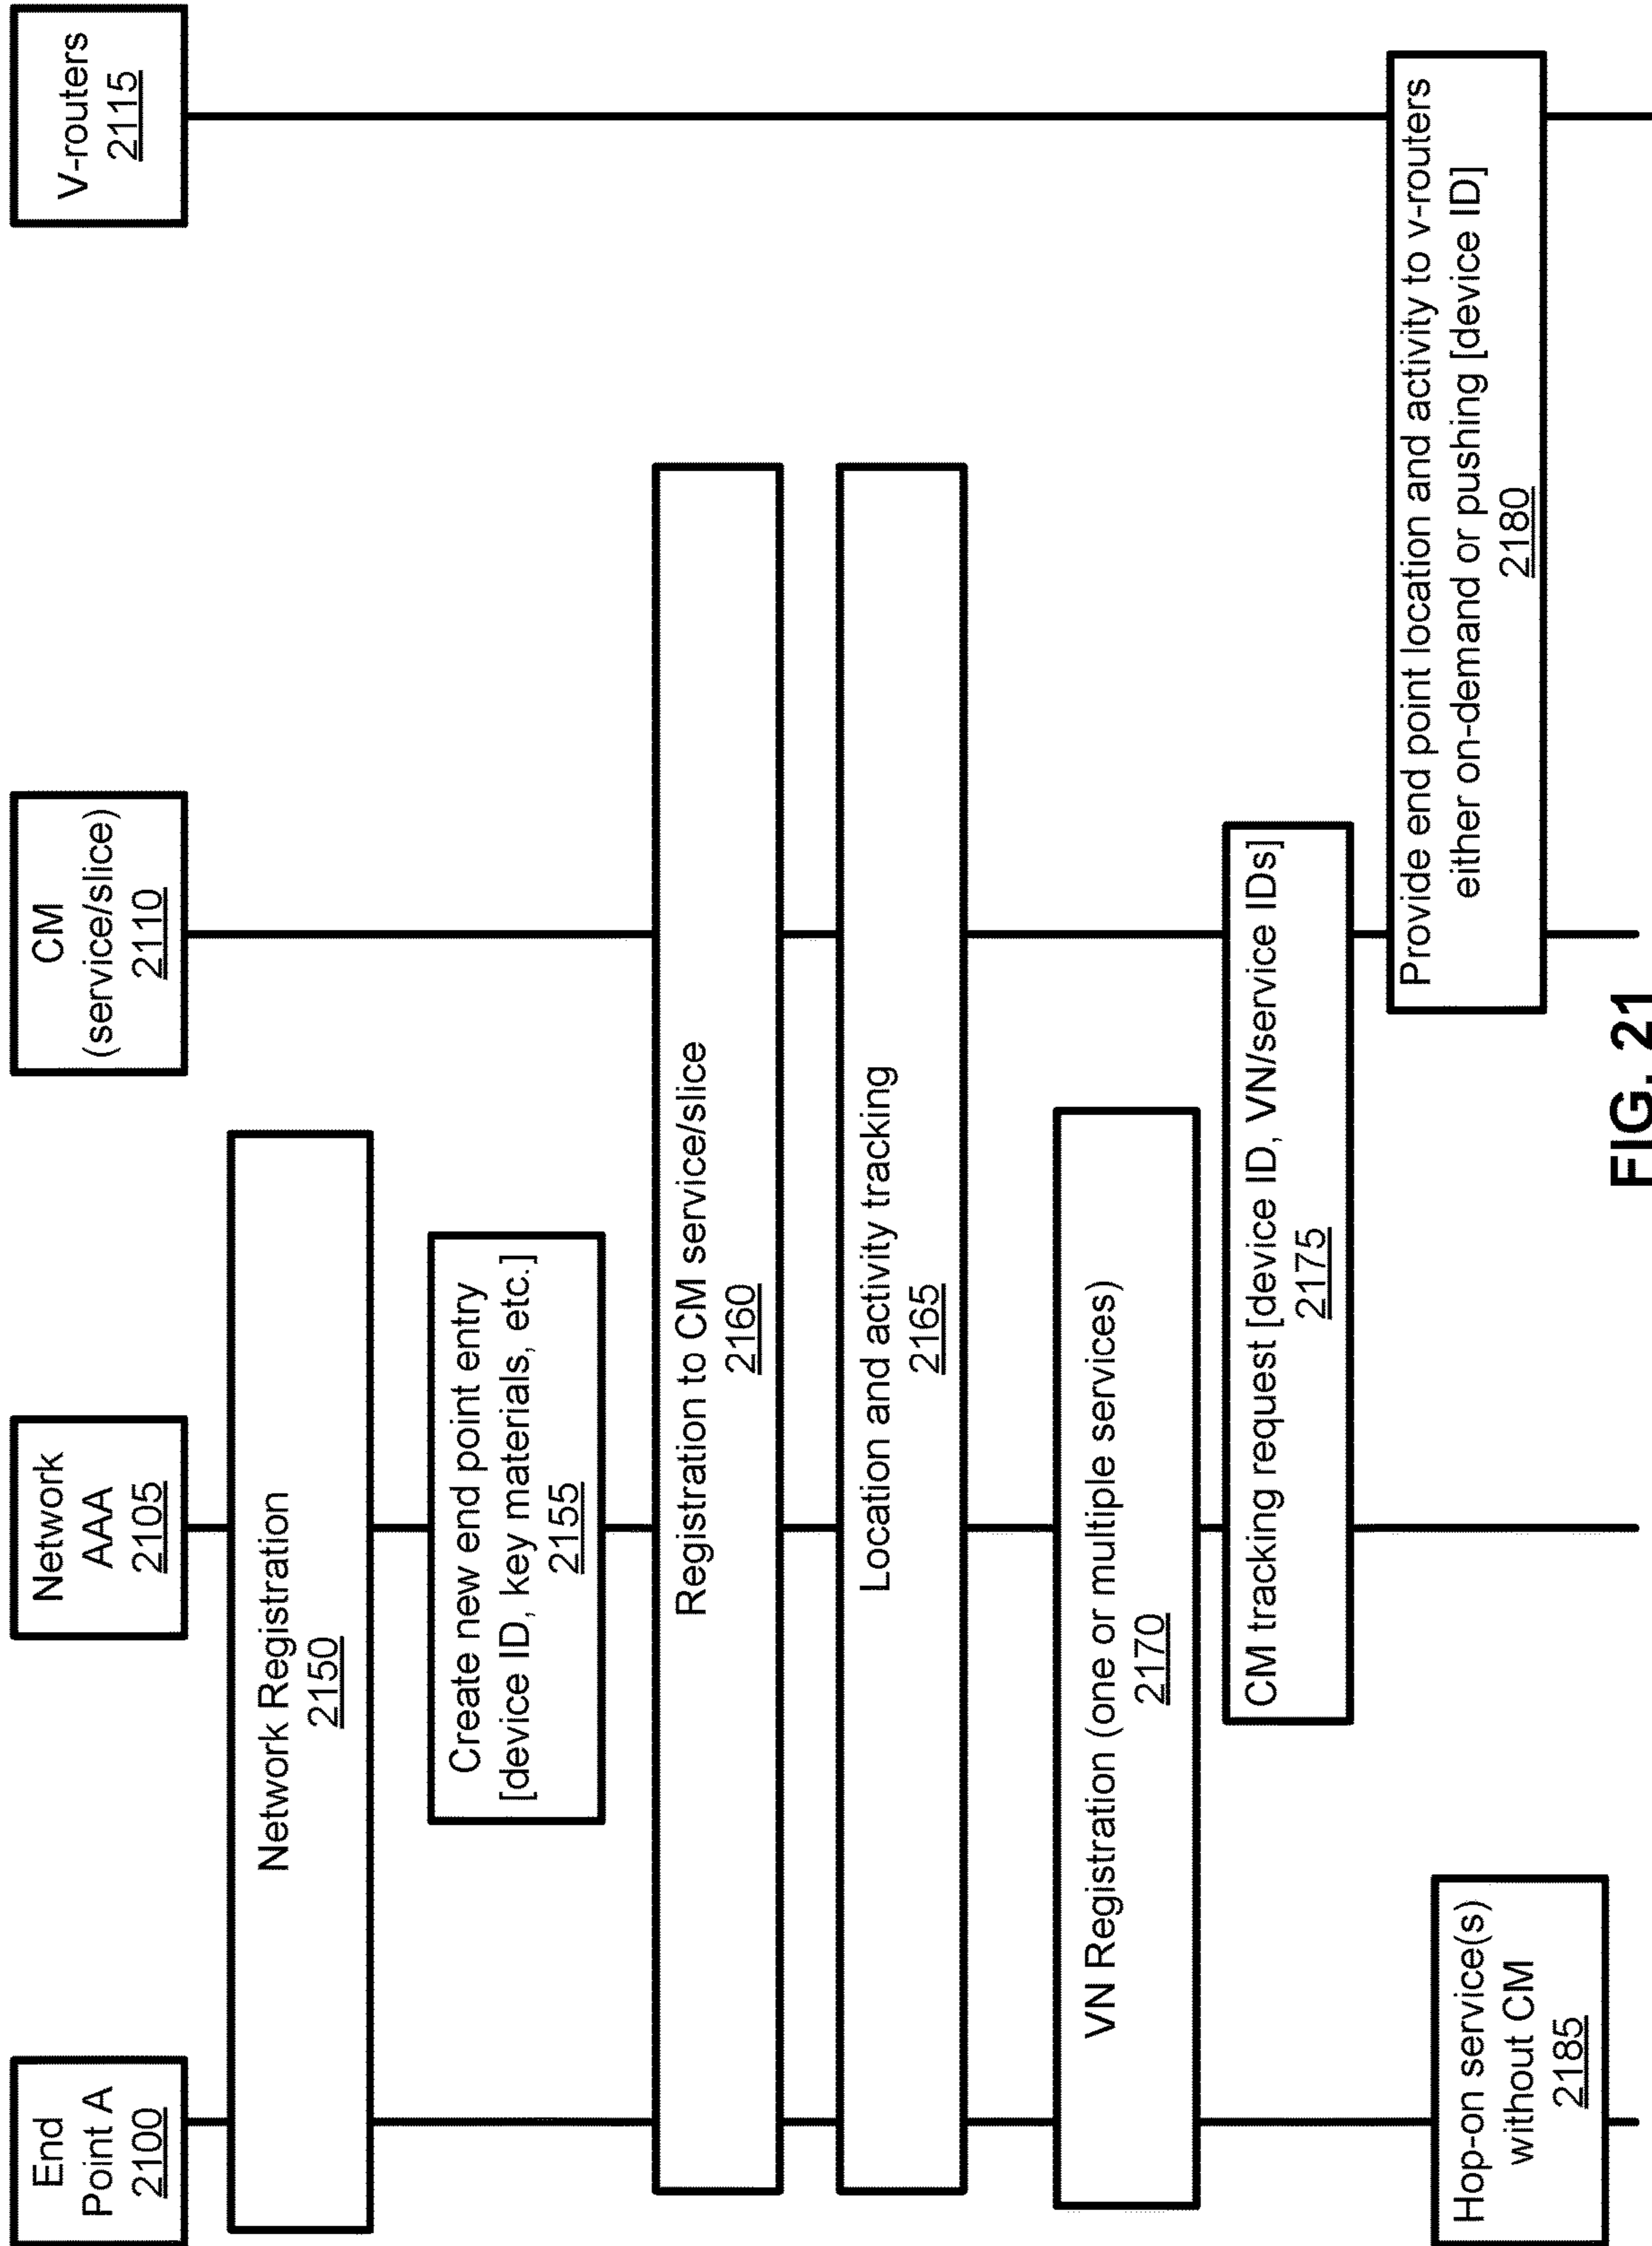 End
Point A
2100
Network
AAA
2105
CM
(service/slice)
2110
V-routers
2115
Network Registration
2150
Create new end point entry
[device ID, key materials, etc.]
2155
Registration to CM service/slice
2160
Location and activity tracking
2165
VN Registration (one or multiple services)
2170
CM tracking request [device ID, VN/service IDs]
2175
Provide end point location and activity to v-routers
either on-demand or pushing [device ID]
2180
Hop-on service(s)
without CM
2185
FIG. 21